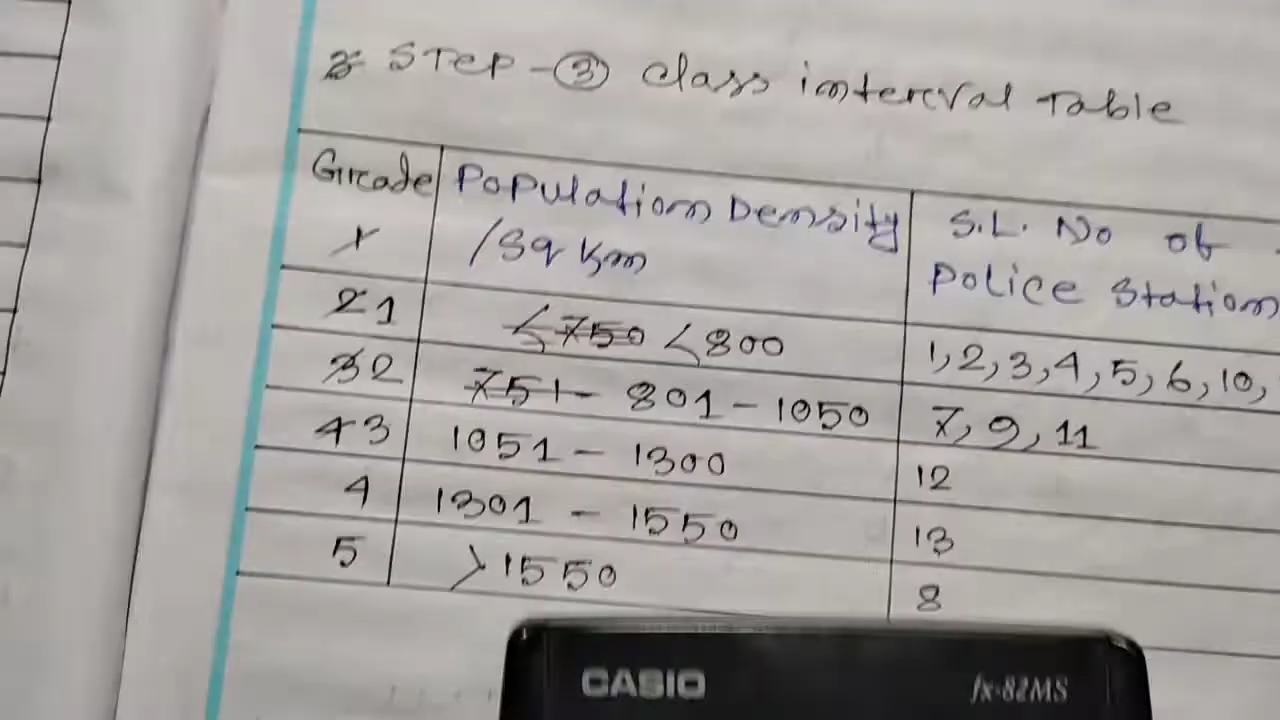 STEP - 3 Class interval Table
Grade Population Density S.L. No of
/Sq Km Police Station
1 <750 <800 1, 2, 3, 4, 5, 6, 10,
2 751 - 801 - 1050 7, 9, 11
3 1051 - 1300 12
4 1301 - 1550 13
5 >1550 8
CASIO fx-82MS